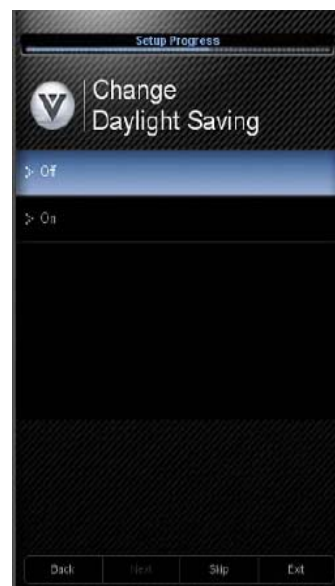 Setup Progress
V
Change
Daylight Saving
> Off
> On
Back Next Skip Exit